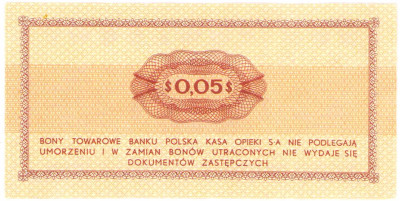 $0,05$
BONY TOWAROWE BANKU POLSKA KASA OPIEKI S-A NIE PODLEGAJĄ
UMORZENIU I W ZAMIAN BONÓW UTRACONYCH NIE WYDAJE SIĘ
DOKUMENTÓW ZASTĘPCZYCH